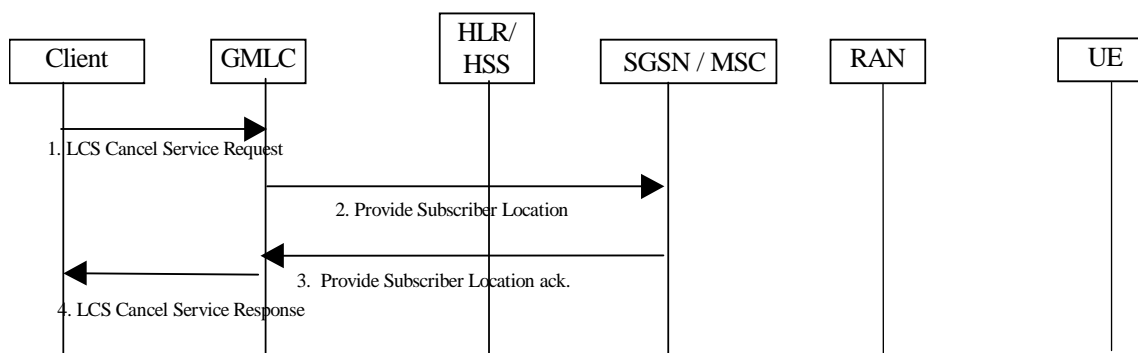 Client
GMLC
HLR/
HSS
SGSN / MSC
RAN
UE
1. LCS Cancel Service Request
2. Provide Subscriber Location
3. Provide Subscriber Location ack.
4. LCS Cancel Service Response